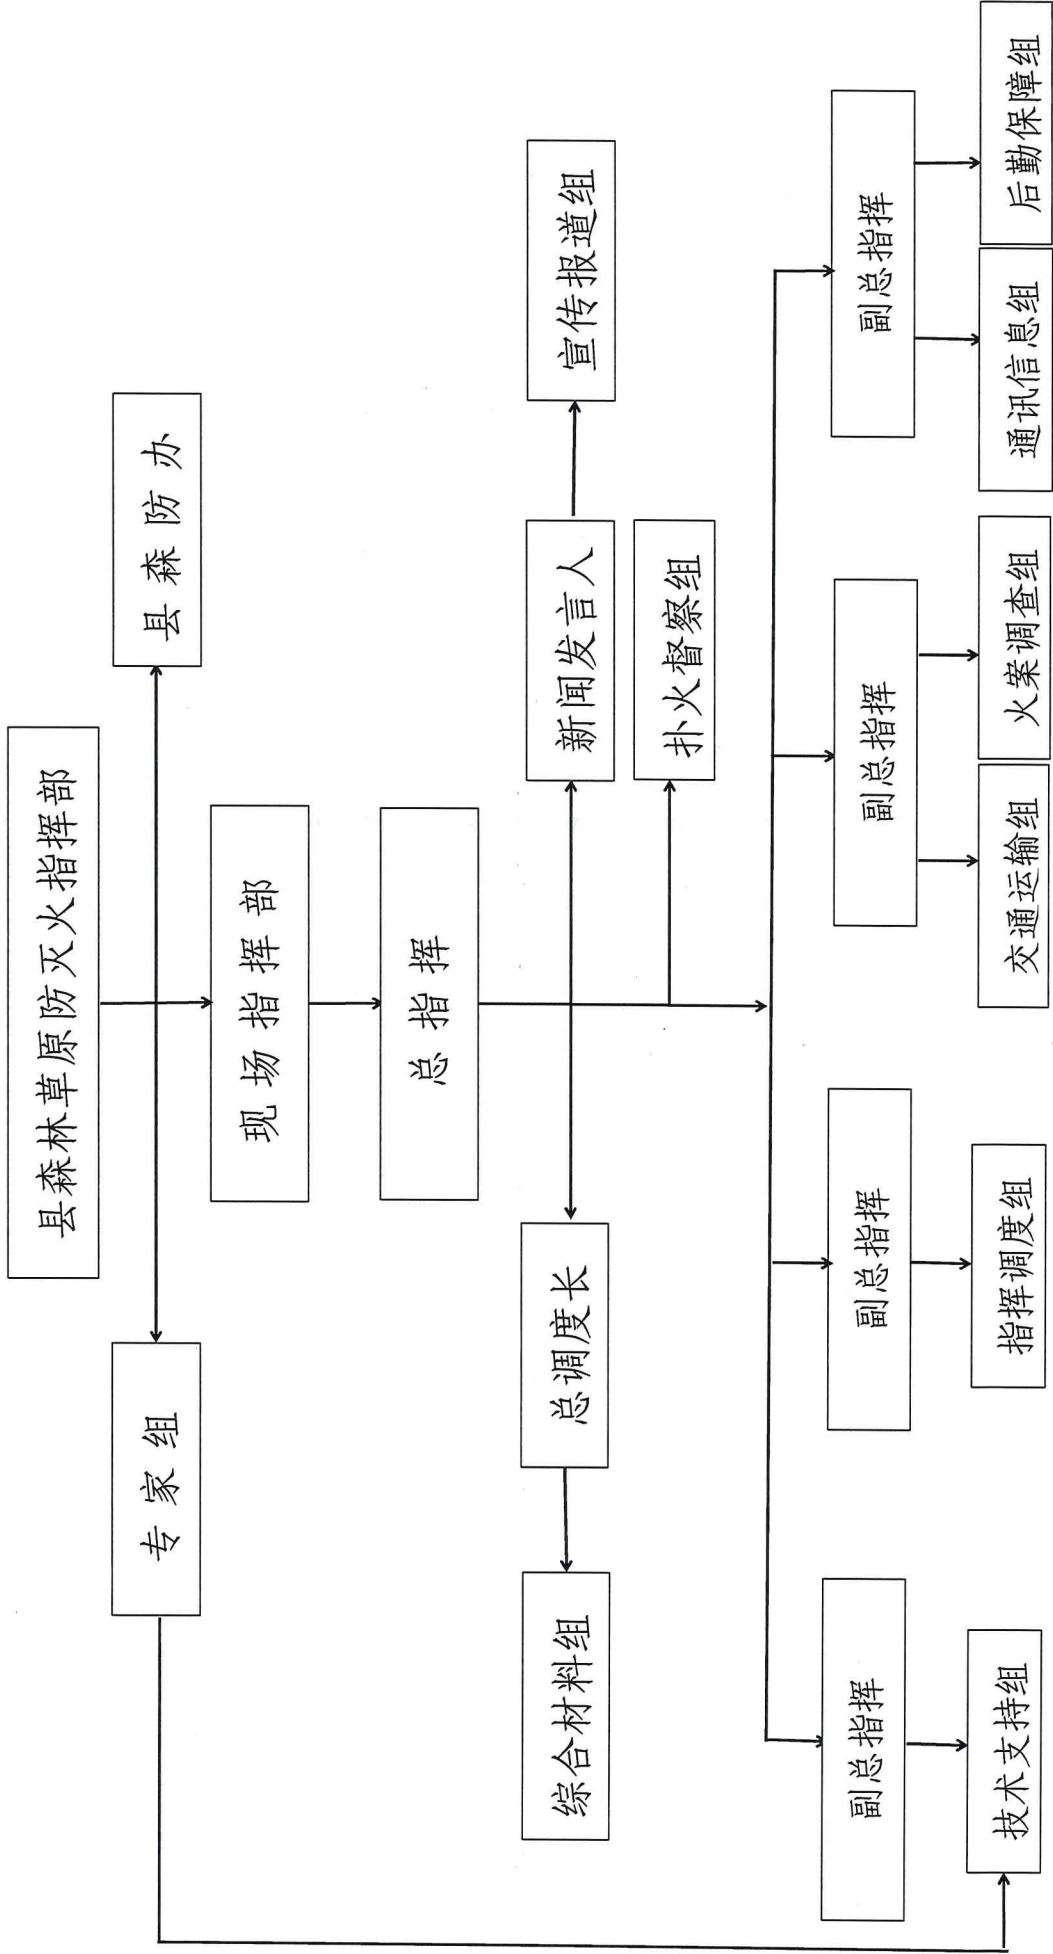 县森林草原防灭火指挥部
专家组
县森防办
现场指挥部
总指挥
综合材料组
总调度长
新闻发言人
宣传报道组
扑火督察组
副总指挥
副总指挥
副总指挥
副总指挥
技术支持组
指挥调度组
交通运输组
火案调查组
通讯信息组
后勤保障组